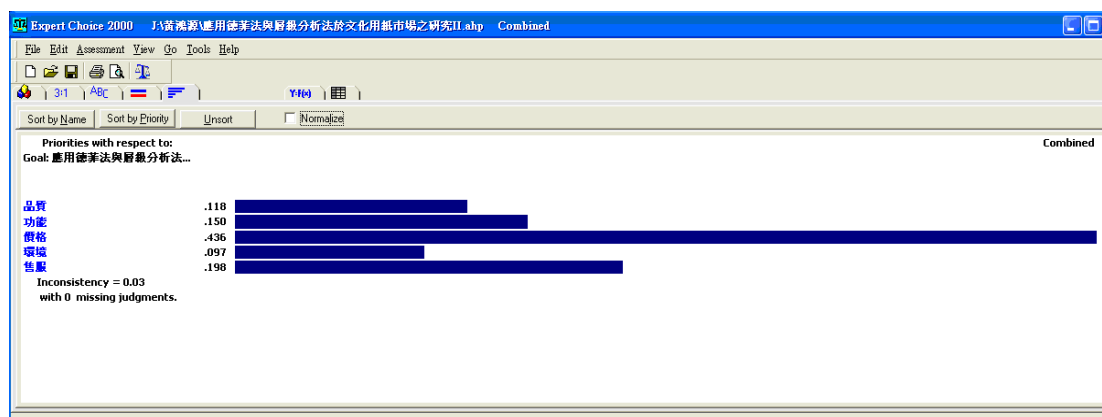 Expert Choice 2000 J:\黃鴻源\應用德菲法與層級分析法於文化用紙市場之研究II.ahp Combined
File Edit Assessment View Go Tools Help
3:1 ABC Y:f(x)
Sort by Name Sort by Priority Unsort Normalize
Priorities with respect to: Combined
Goal: 應用德菲法與層級分析法...
品質 .118
功能 .150
價格 .436
環境 .097
售服 .198
Inconsistency = 0.03
with 0 missing judgments.